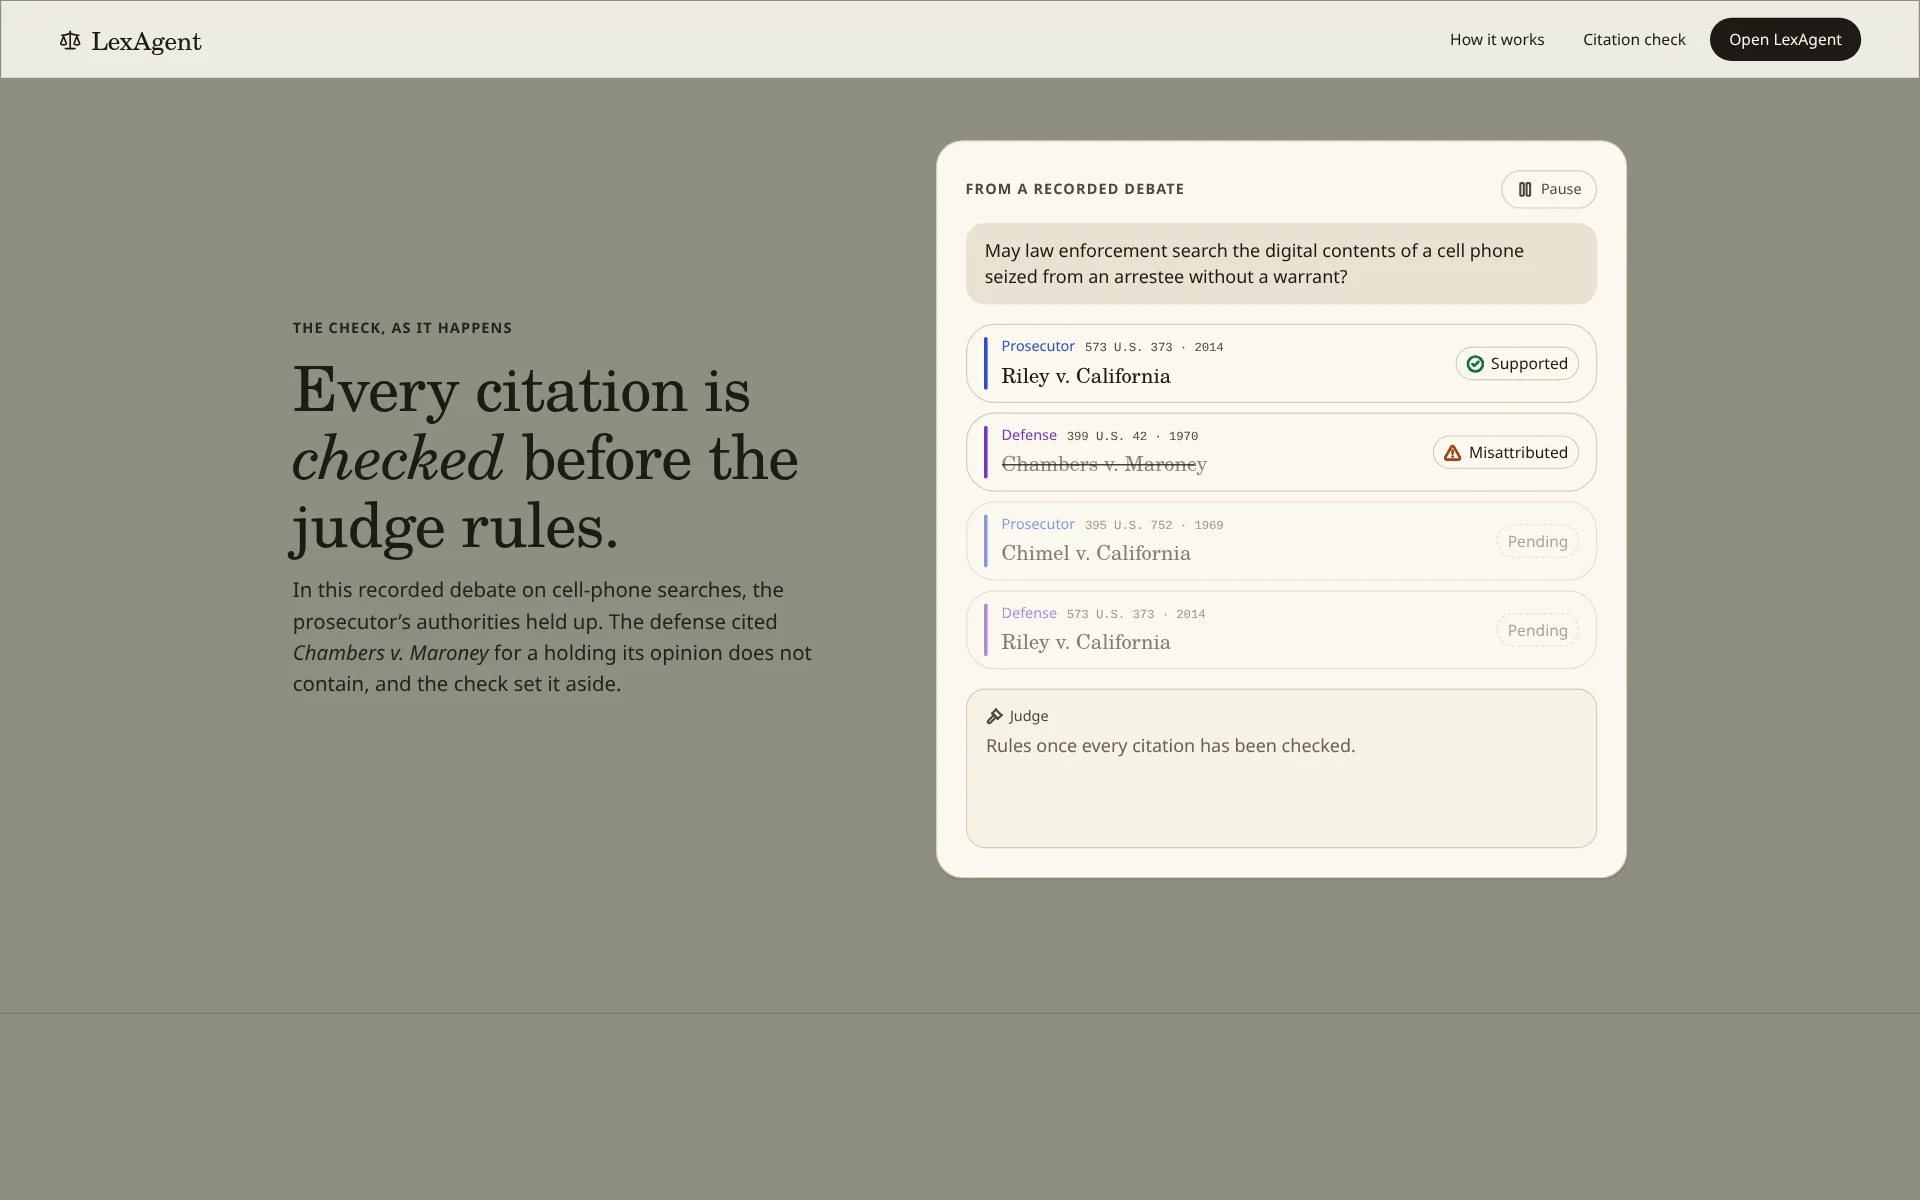 LexAgent
How it works
Citation check
Open LexAgent
THE CHECK, AS IT HAPPENS
Every citation is
checked before the
judge rules.
In this recorded debate on cell-phone searches, the
prosecutor’s authorities held up. The defense cited
Chambers v. Maroney for a holding its opinion does not
contain, and the check set it aside.
FROM A RECORDED DEBATE
Pause
May law enforcement search the digital contents of a cell phone
seized from an arrestee without a warrant?
Prosecutor 573 U.S. 373 · 2014
Riley v. California
Supported
Defense 399 U.S. 42 · 1970
Chambers v. Maroney
Misattributed
Prosecutor 395 U.S. 752 · 1969
Chimel v. California
Pending
Defense 573 U.S. 373 · 2014
Riley v. California
Pending
Judge
Rules once every citation has been checked.